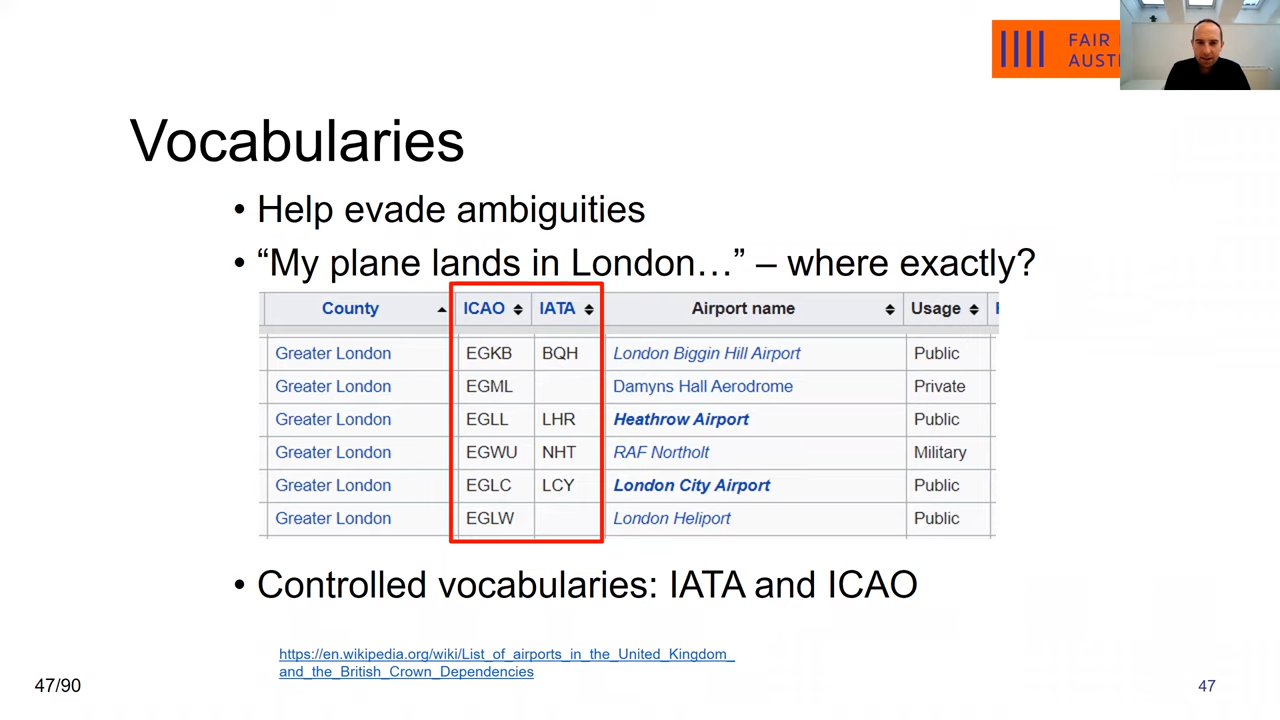 FAIR
AUST
Vocabularies
• Help evade ambiguities
• “My plane lands in London…” – where exactly?
County ICAO IATA Airport name Usage
Greater London EGKB BQH London Biggin Hill Airport Public
Greater London EGML Damyns Hall Aerodrome Private
Greater London EGLL LHR Heathrow Airport Public
Greater London EGWU NHT RAF Northolt Military
Greater London EGLC LCY London City Airport Public
Greater London EGLW London Heliport Public
• Controlled vocabularies: IATA and ICAO
https://en.wikipedia.org/wiki/List_of_airports_in_the_United_Kingdom_
and_the_British_Crown_Dependencies
47/90
47